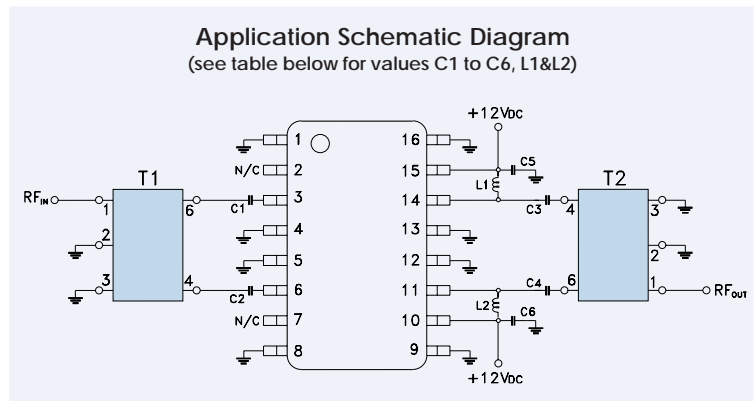 Application Schematic Diagram
(see table below for values C1 to C6, L1&L2)
+12VDC
1
16
N/C
2
15
C5
T1
L1
T2
RFIN
1
6
C1
3
14
C3
4
3
2
4
13
2
5
12
3
4
C2
6
11
C4
6
1
RFOUT
L2
N/C
7
10
C6
8
9
+12VDC